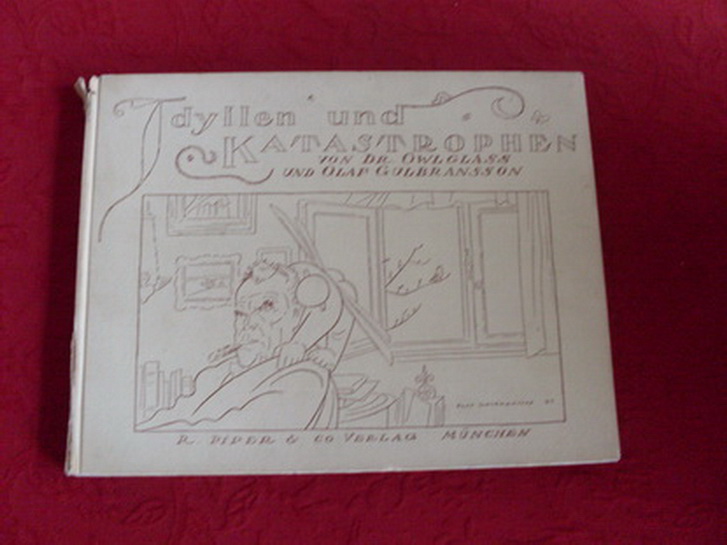 Idyllen und
KATASTROPHEN
VON DR. OWLGLASS
UND OLAF GULBRANSSON
R. PIPER & CO VERLAG MÜNCHEN